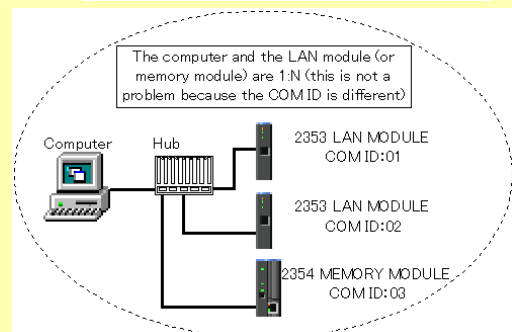 The computer and the LAN module (or
memory module) are 1:N (this is not a
problem because the COM ID is different)
Computer
Hub
2353 LAN MODULE
COM ID:01
2353 LAN MODULE
COM ID:02
2354 MEMORY MODULE
COM ID:03